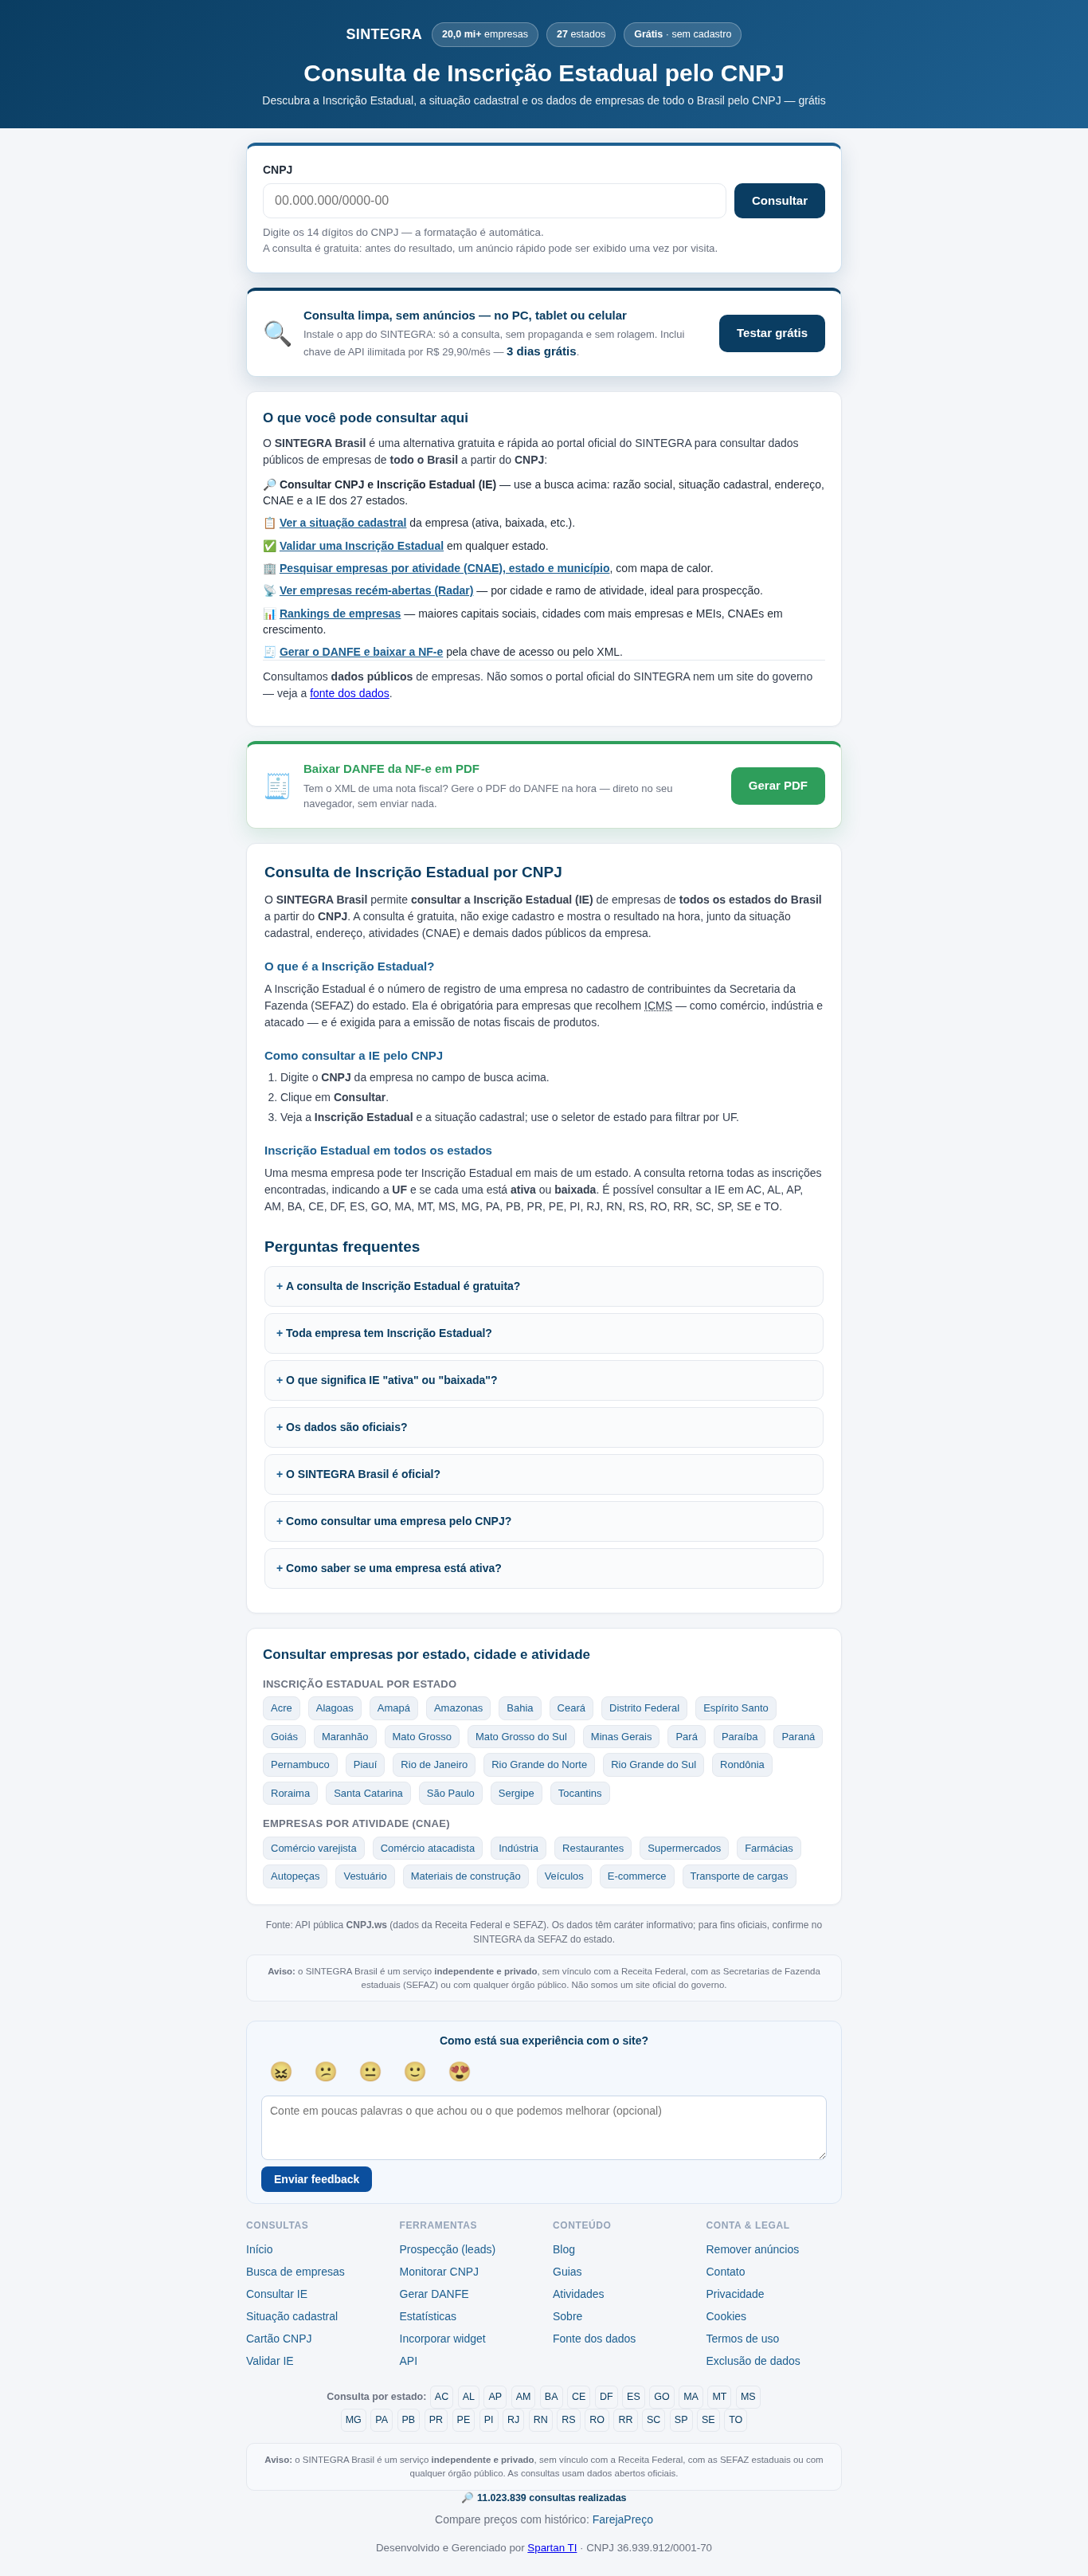 SINTEGRA 20,0 mi+ empresas 27 estados Grátis · sem cadastro
Consulta de Inscrição Estadual pelo CNPJ
Descubra a Inscrição Estadual, a situação cadastral e os dados de empresas de todo o Brasil pelo CNPJ — grátis
CNPJ
00.000.000/0000-00 Consultar
Digite os 14 dígitos do CNPJ — a formatação é automática.
A consulta é gratuita: antes do resultado, um anúncio rápido pode ser exibido uma vez por visita.
Consulta limpa, sem anúncios — no PC, tablet ou celular
Instale o app do SINTEGRA: só a consulta, sem propaganda e sem rolagem. Inclui
chave de API ilimitada por R$ 29,90/mês — 3 dias grátis.
Testar grátis
O que você pode consultar aqui
O SINTEGRA Brasil é uma alternativa gratuita e rápida ao portal oficial do SINTEGRA para consultar dados
públicos de empresas de todo o Brasil a partir do CNPJ:
🔎 Consultar CNPJ e Inscrição Estadual (IE) — use a busca acima: razão social, situação cadastral, endereço,
CNAE e a IE dos 27 estados.
📋 Ver a situação cadastral da empresa (ativa, baixada, etc.).
✅ Validar uma Inscrição Estadual em qualquer estado.
🏢 Pesquisar empresas por atividade (CNAE), estado e município, com mapa de calor.
📡 Ver empresas recém-abertas (Radar) — por cidade e ramo de atividade, ideal para prospecção.
📊 Rankings de empresas — maiores capitais sociais, cidades com mais empresas e MEIs, CNAEs em
crescimento.
🧾 Gerar o DANFE e baixar a NF-e pela chave de acesso ou pelo XML.
Consultamos dados públicos de empresas. Não somos o portal oficial do SINTEGRA nem um site do governo
— veja a fonte dos dados.
Baixar DANFE da NF-e em PDF
Tem o XML de uma nota fiscal? Gere o PDF do DANFE na hora — direto no seu
navegador, sem enviar nada.
Gerar PDF
Consulta de Inscrição Estadual por CNPJ
O SINTEGRA Brasil permite consultar a Inscrição Estadual (IE) de empresas de todos os estados do Brasil
a partir do CNPJ. A consulta é gratuita, não exige cadastro e mostra o resultado na hora, junto da situação
cadastral, endereço, atividades (CNAE) e demais dados públicos da empresa.
O que é a Inscrição Estadual?
A Inscrição Estadual é o número de registro de uma empresa no cadastro de contribuintes da Secretaria da
Fazenda (SEFAZ) do estado. Ela é obrigatória para empresas que recolhem ICMS — como comércio, indústria e
atacado — e é exigida para a emissão de notas fiscais de produtos.
Como consultar a IE pelo CNPJ
1. Digite o CNPJ da empresa no campo de busca acima.
2. Clique em Consultar.
3. Veja a Inscrição Estadual e a situação cadastral; use o seletor de estado para filtrar por UF.
Inscrição Estadual em todos os estados
Uma mesma empresa pode ter Inscrição Estadual em mais de um estado. A consulta retorna todas as inscrições
encontradas, indicando a UF e se cada uma está ativa ou baixada. É possível consultar a IE em AC, AL, AP,
AM, BA, CE, DF, ES, GO, MA, MT, MS, MG, PA, PB, PR, PE, PI, RJ, RN, RS, RO, RR, SC, SP, SE e TO.
Perguntas frequentes
+ A consulta de Inscrição Estadual é gratuita?
+ Toda empresa tem Inscrição Estadual?
+ O que significa IE "ativa" ou "baixada"?
+ Os dados são oficiais?
+ O SINTEGRA Brasil é oficial?
+ Como consultar uma empresa pelo CNPJ?
+ Como saber se uma empresa está ativa?
Consultar empresas por estado, cidade e atividade
INSCRIÇÃO ESTADUAL POR ESTADO
Acre Alagoas Amapá Amazonas Bahia Ceará Distrito Federal Espírito Santo
Goiás Maranhão Mato Grosso Mato Grosso do Sul Minas Gerais Pará Paraíba Paraná
Pernambuco Piauí Rio de Janeiro Rio Grande do Norte Rio Grande do Sul Rondônia
Roraima Santa Catarina São Paulo Sergipe Tocantins
EMPRESAS POR ATIVIDADE (CNAE)
Comércio varejista Comércio atacadista Indústria Restaurantes Supermercados Farmácias
Autopeças Vestuário Materiais de construção Veículos E-commerce Transporte de cargas
Fonte: API pública CNPJ.ws (dados da Receita Federal e SEFAZ). Os dados têm caráter informativo; para fins oficiais, confirme no
SINTEGRA da SEFAZ do estado.
Aviso: o SINTEGRA Brasil é um serviço independente e privado, sem vínculo com a Receita Federal, com as Secretarias de Fazenda
estaduais (SEFAZ) ou com qualquer órgão público. Não somos um site oficial do governo.
Como está sua experiência com o site?
Conte em poucas palavras o que achou ou o que podemos melhorar (opcional)
Enviar feedback
CONSULTAS FERRAMENTAS CONTEÚDO CONTA & LEGAL
Início Prospecção (leads) Blog Remover anúncios
Busca de empresas Monitorar CNPJ Guias Contato
Consultar IE Gerar DANFE Atividades Privacidade
Situação cadastral Estatísticas Sobre Cookies
Cartão CNPJ Incorporar widget Fonte dos dados Termos de uso
Validar IE API Exclusão de dados
Consulta por estado: AC AL AP AM BA CE DF ES GO MA MT MS
MG PA PB PR PE PI RJ RN RS RO RR SC SP SE TO
Aviso: o SINTEGRA Brasil é um serviço independente e privado, sem vínculo com a Receita Federal, com as SEFAZ estaduais ou com
qualquer órgão público. As consultas usam dados abertos oficiais.
🔎 11.023.839 consultas realizadas
Compare preços com histórico: FarejaPreço
Desenvolvido e Gerenciado por Spartan TI · CNPJ 36.939.912/0001-70